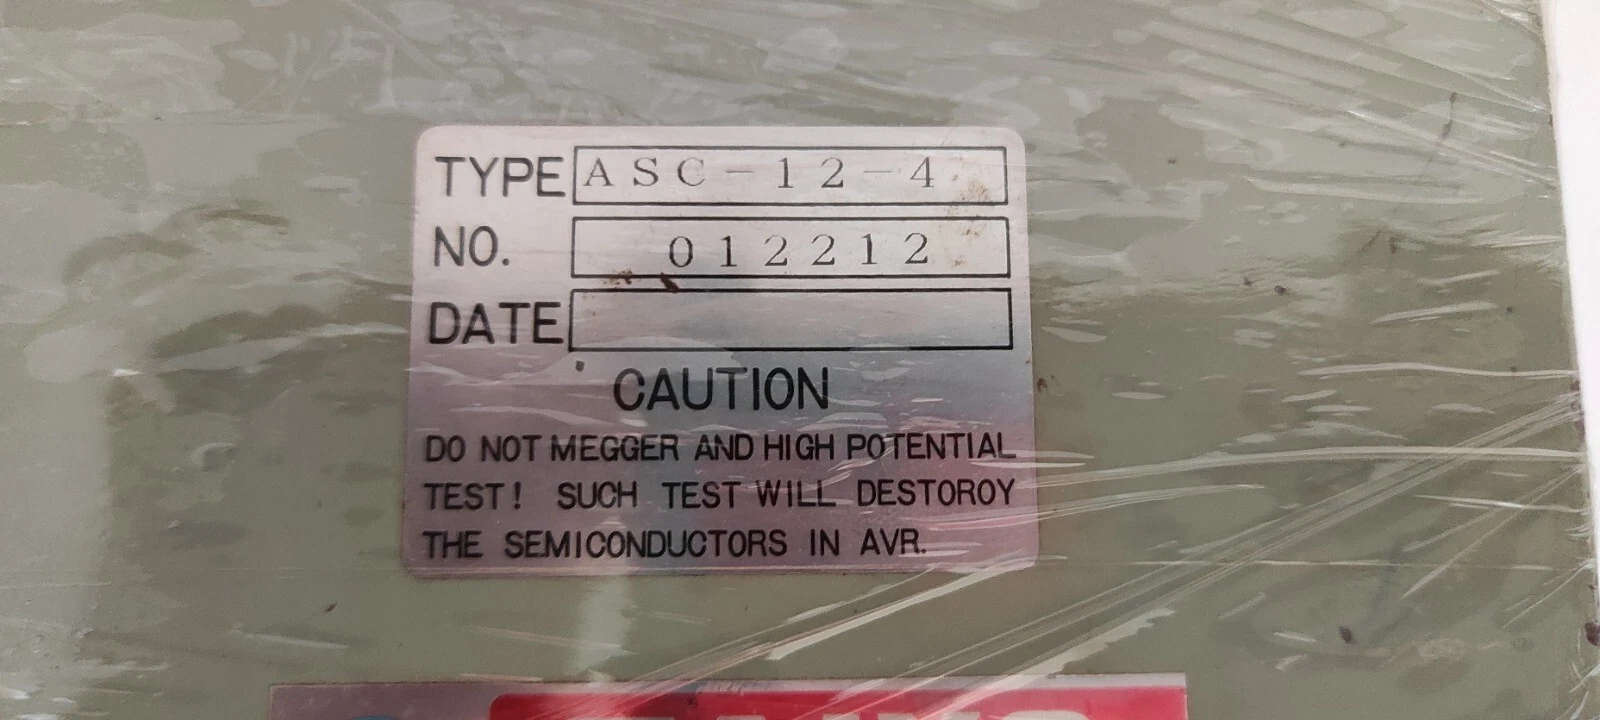 TYPE ASC-12-4
NO. 012212
DATE
CAUTION
DO NOT MEGGER AND HIGH POTENTIAL
TEST! SUCH TEST WILL DESTOROY
THE SEMICONDUCTORS IN AVR.